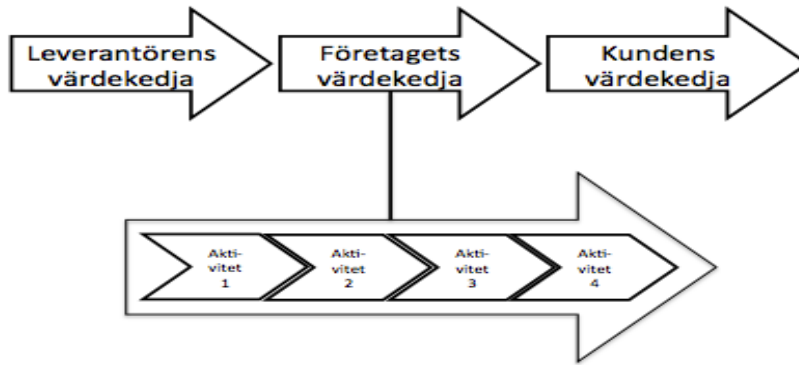 Leverantörens
värdekedja
Företagets
värdekedja
Kundens
värdekedja
Akti-
vitet
1
Akti-
vitet
2
Akti-
vitet
3
Akti-
vitet
4